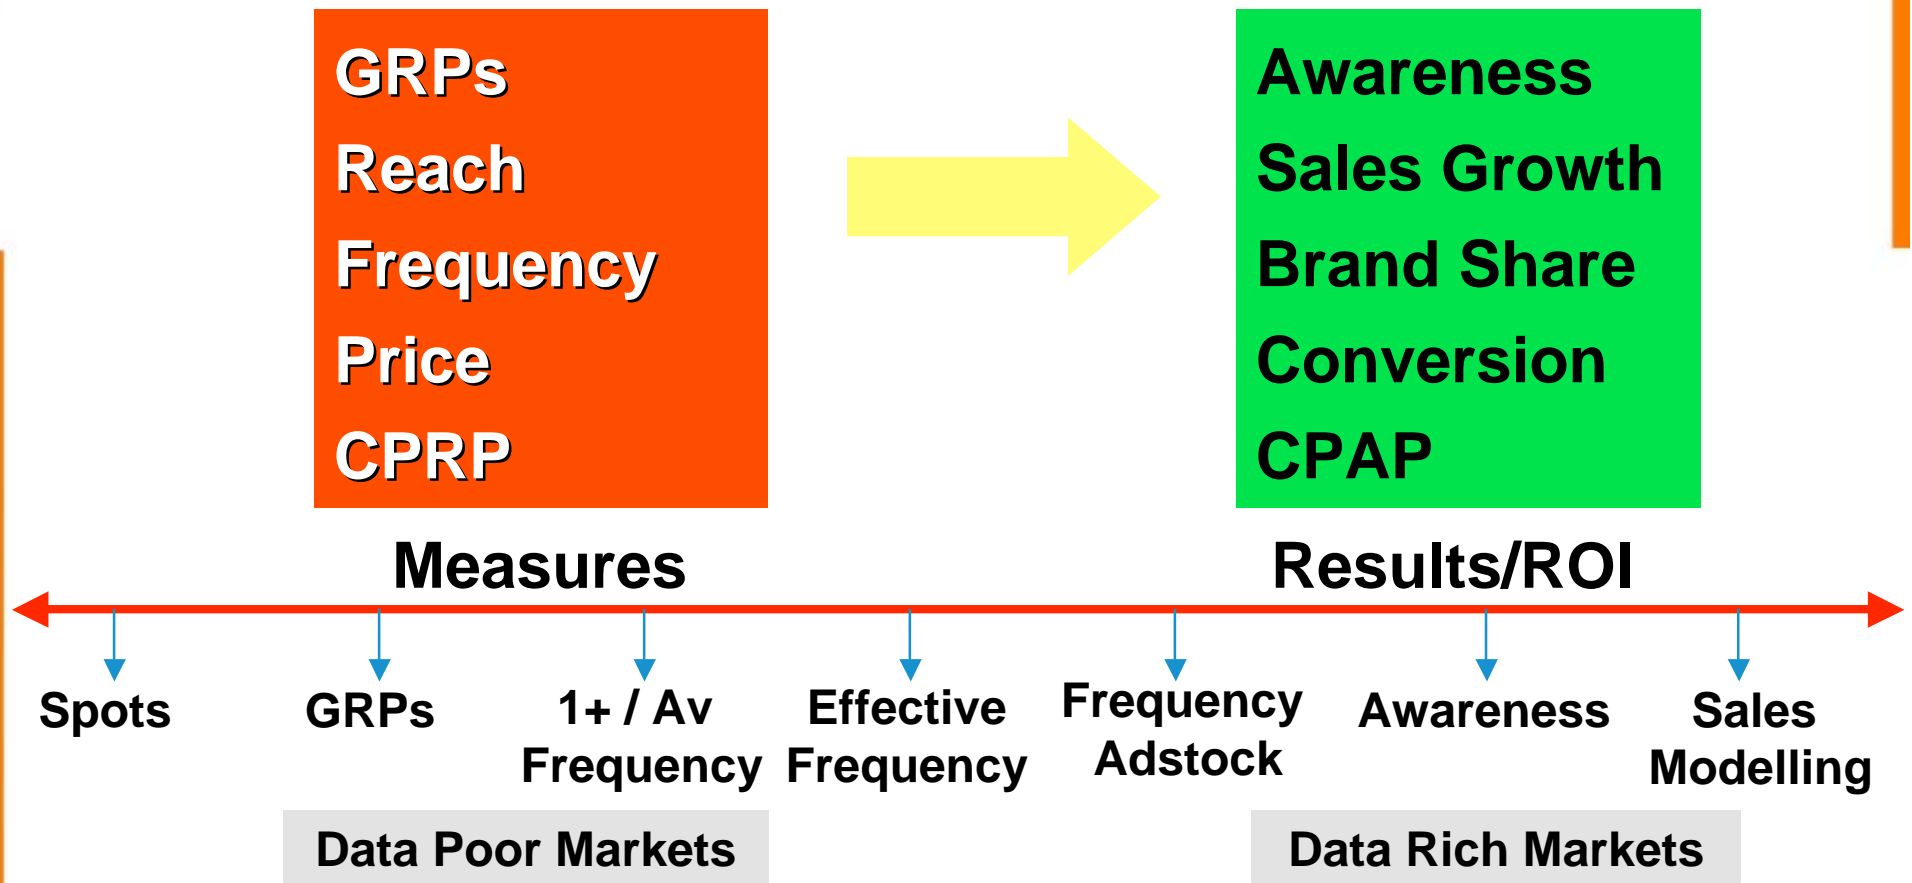 GRPs
Reach
Frequency
Price
CPRP
Awareness
Sales Growth
Brand Share
Conversion
CPAP
Measures
Results/ROI
Spots
GRPs
1+ / Av
Frequency
Effective
Frequency
Frequency
Adstock
Awareness
Sales
Modelling
Data Poor Markets
Data Rich Markets